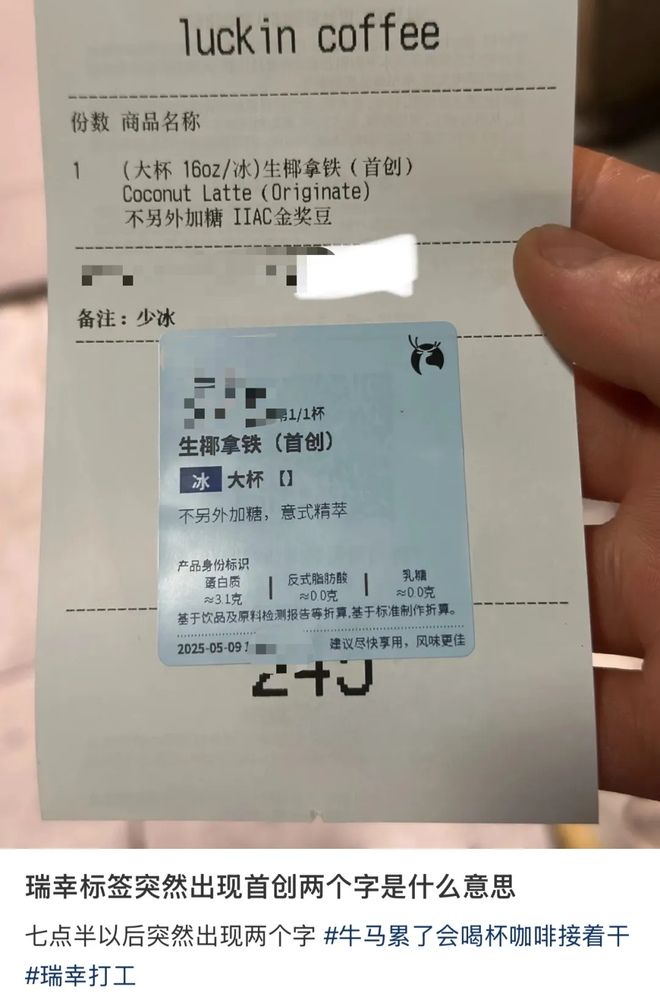 luckin coffee
份数 商品名称
1 (大杯 16oz/冰)生椰拿铁(首创)
Coconut Latte(Originate)
不另外加糖 IIAC金奖豆
备注:少冰
1/1杯
生椰拿铁(首创)
冰 大杯【】
不另外加糖,意式精萃
产品身份标识
蛋白质 | 反式脂肪酸 | 乳糖
≈3.1克 ≈0.0克 ≈0.0克
基于饮品及原料检测报告等折算,基于标准制作折算。
2025-05-09 1 建议尽快享用,风味更佳
245
瑞幸标签突然出现首创两个字是什么意思
七点半以后突然出现两个字 #牛马累了会喝杯咖啡接着干
#瑞幸打工